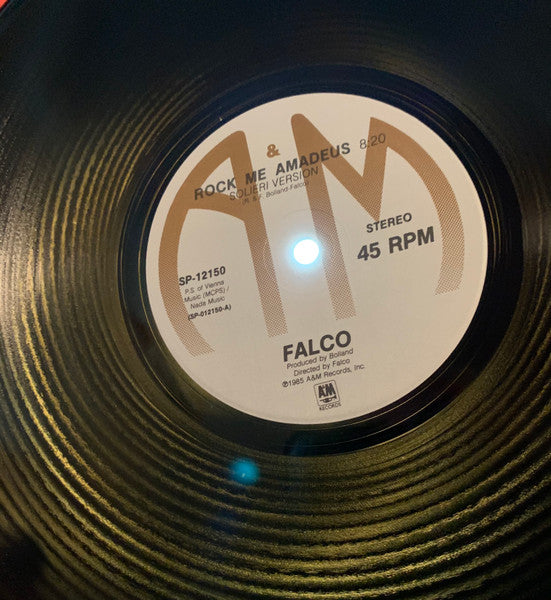 A & M
ROCK ME AMADEUS 8:20
SOLIERI VERSION
(R. & F. Bolland-Falco)
STEREO
45 RPM
SP-12150
P.S. of Vienna
Music (MCPS) /
Nada Music
(SP-012150-A)
FALCO
Produced by Bolland
Directed by Falco
℗1985 A&M Records, Inc.
A&M
RECORDS